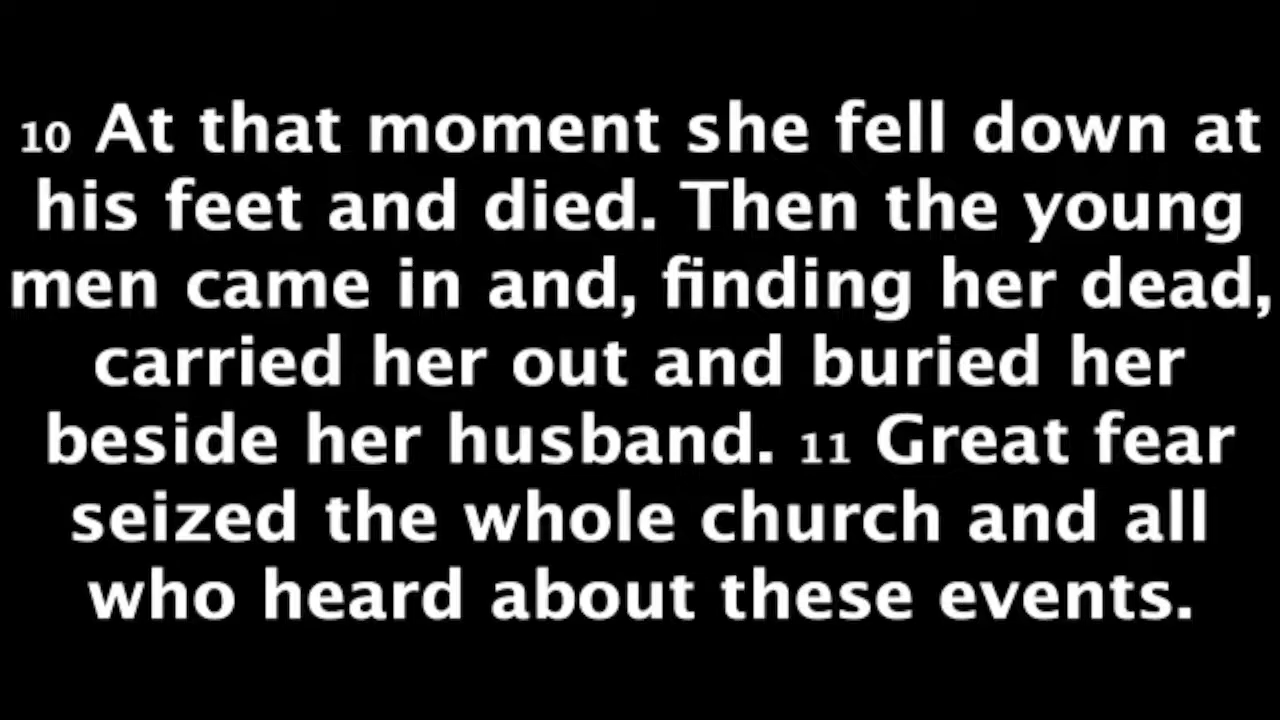 10 At that moment she fell down at
his feet and died. Then the young
men came in and, finding her dead,
carried her out and buried her
beside her husband. 11 Great fear
seized the whole church and all
who heard about these events.